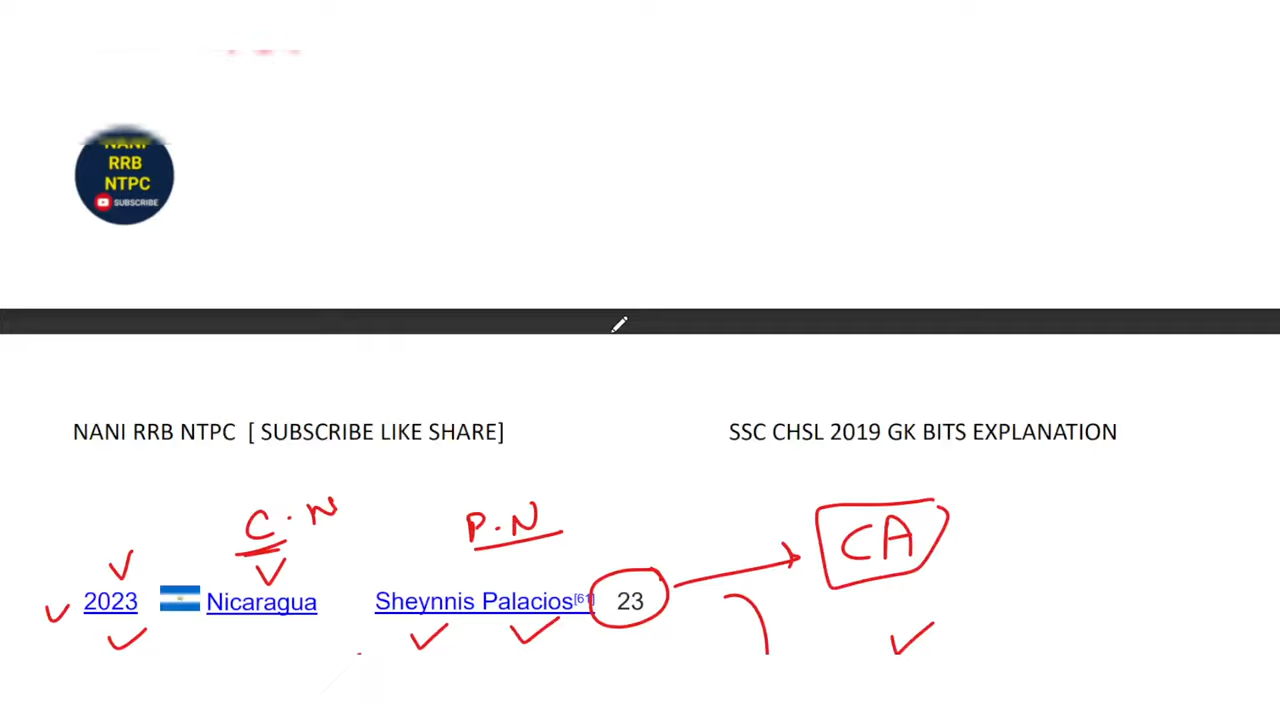 NANI
RRB
NTPC
SUBSCRIBE
NANI RRB NTPC [ SUBSCRIBE LIKE SHARE]
SSC CHSL 2019 GK BITS EXPLANATION
C.N
P.N
CA
2023 Nicaragua Sheynnis Palacios[61] 23